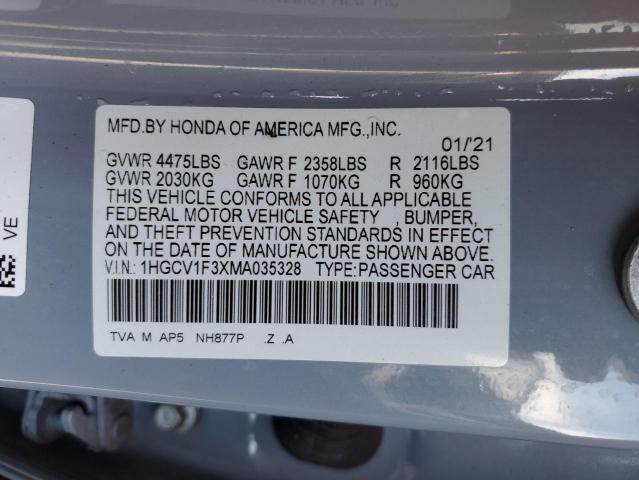 MFD.BY HONDA OF AMERICA MFG.,INC.
01/'21
GVWR 4475LBS GAWR F 2358LBS R 2116LBS
GVWR 2030KG GAWR F 1070KG R 960KG
THIS VEHICLE CONFORMS TO ALL APPLICABLE
FEDERAL MOTOR VEHICLE SAFETY , BUMPER,
AND THEFT PREVENTION STANDARDS IN EFFECT
ON THE DATE OF MANUFACTURE SHOWN ABOVE.
V.I.N.: 1HGCV1F3XMA035328 TYPE:PASSENGER CAR
TVA M AP5 NH877P .Z .A
VE